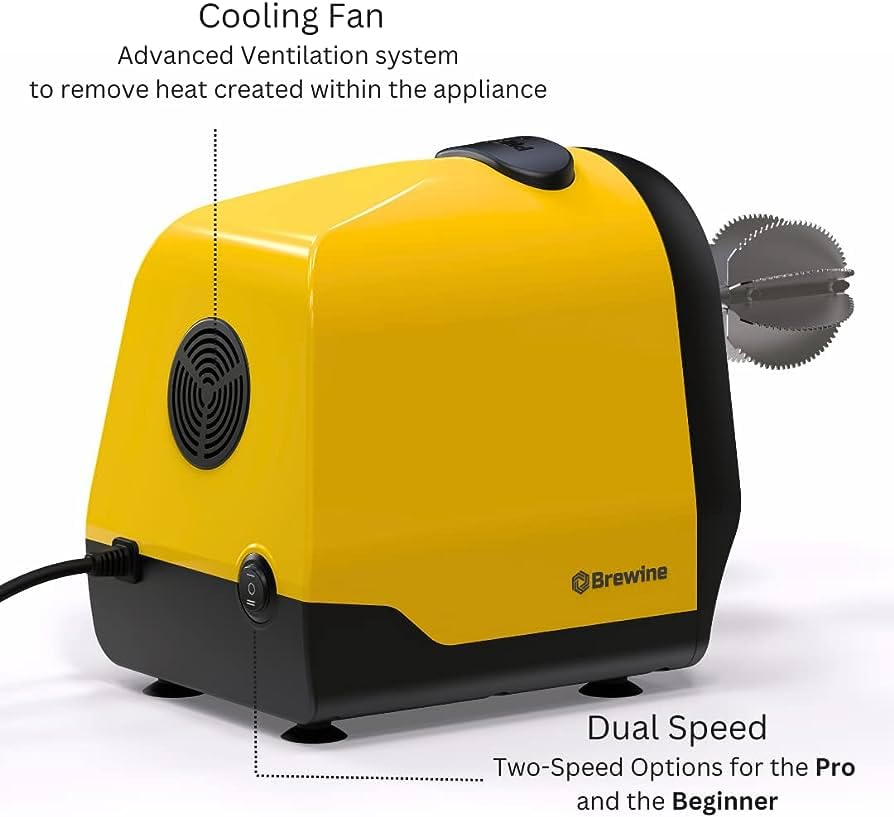 Cooling Fan
Advanced Ventilation system
to remove heat created within the appliance
Brewine
I
O
II
Dual Speed
Two-Speed Options for the Pro
and the Beginner